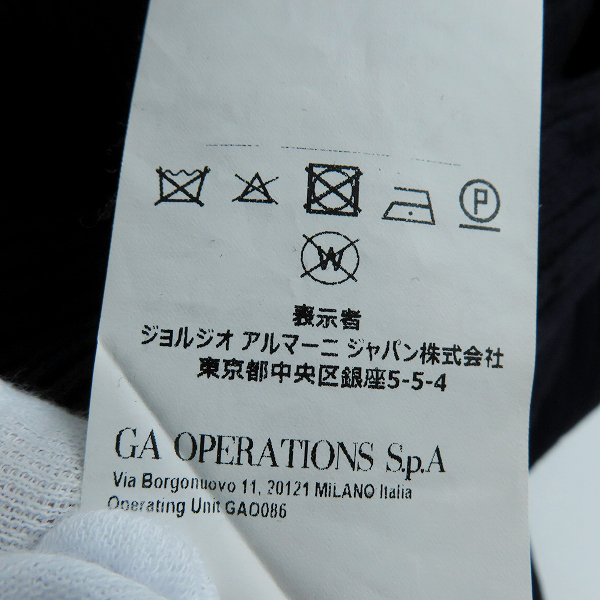 P
W
表示者
ジョルジオ アルマーニ ジャパン株式会社
東京都中央区銀座5-5-4
GA OPERATIONS S.p.A
Via Borgonuovo 11, 20121 MILANO Italia
Operating Unit GAO086